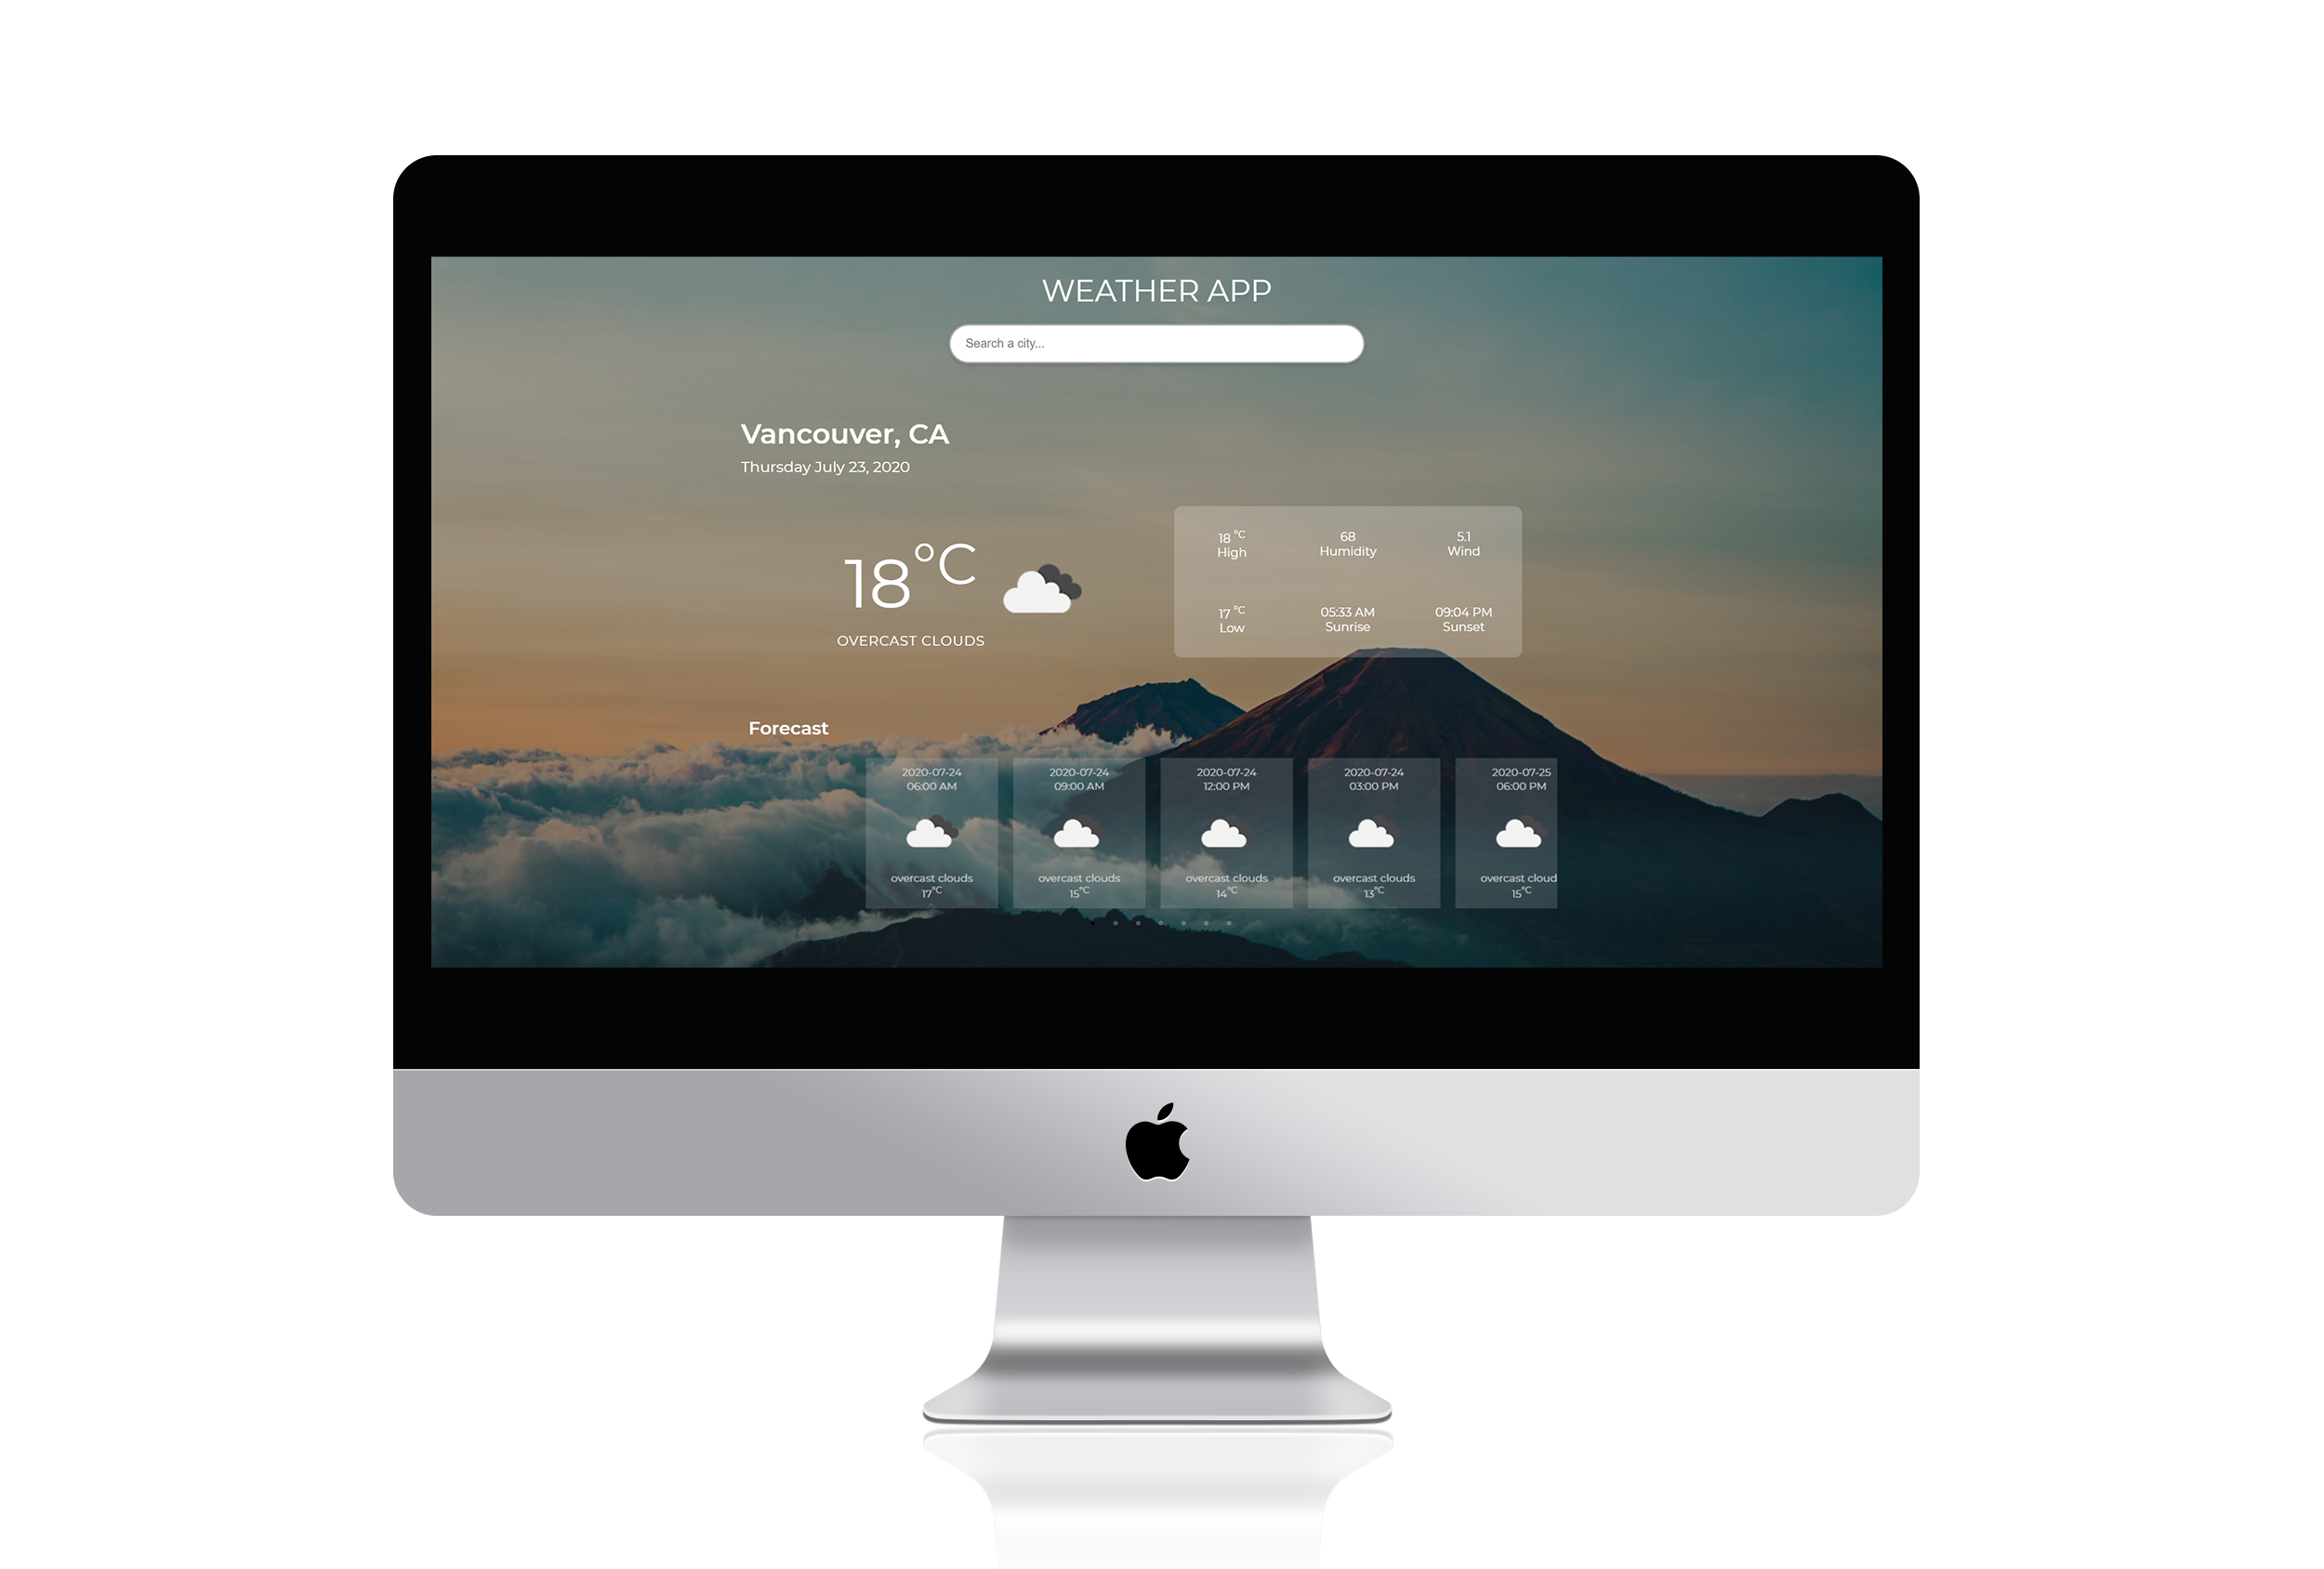 WEATHER APP
Search a city...
Vancouver, CA
Thursday July 23, 2020
18°C
OVERCAST CLOUDS
18 °C
High
68
Humidity
5.1
Wind
17 °C
Low
05:33 AM
Sunrise
09:04 PM
Sunset
Forecast
2020-07-24
06:00 AM
overcast clouds
17°C
2020-07-24
09:00 AM
overcast clouds
15°C
2020-07-24
12:00 PM
overcast clouds
14°C
2020-07-24
03:00 PM
overcast clouds
13°C
2020-07-25
06:00 PM
overcast cloud
15°C